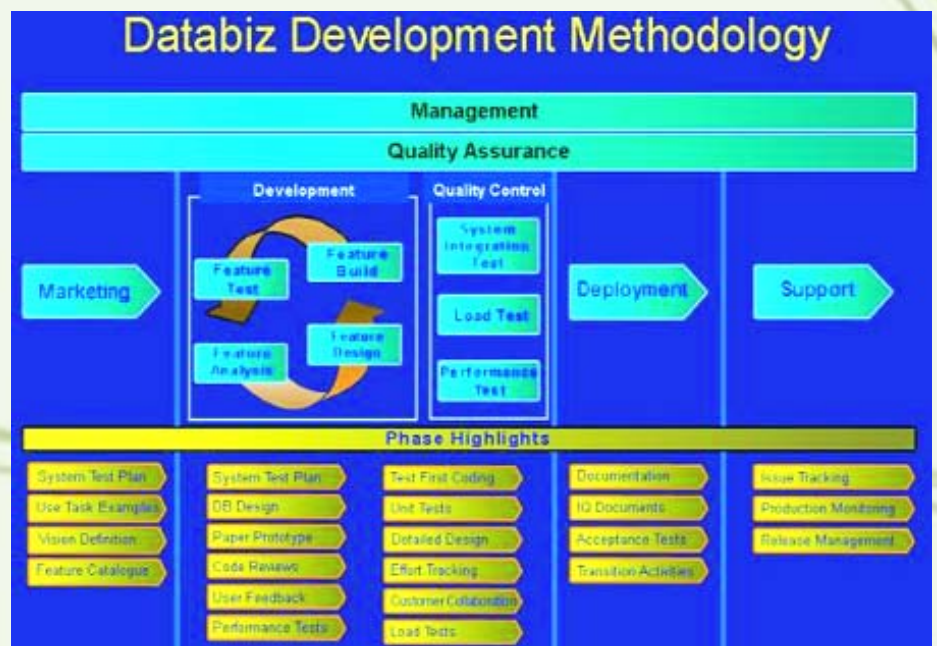 Databiz Development Methodology
Management
Quality Assurance
Development
Quality Control
Marketing
Feature
Test
Feature
Build
Feature
Analysis
Feature
Design
System
Integrating
Test
Load Test
Performance
Test
Deployment
Support
Phase Highlights
System Test Plan
Use Task Examples
Vision Definition
Feature Catalogue
System Test Plan
DB Design
Paper Prototype
Code Reviews
User Feedback
Performance Tests
Test First Coding
Unit Tests
Detailed Design
Effort Tracking
Customer Collaboration
Load Tests
Documentation
IQ Documents
Acceptance Tests
Transition Activities
Issue Tracking
Production Monitoring
Release Management